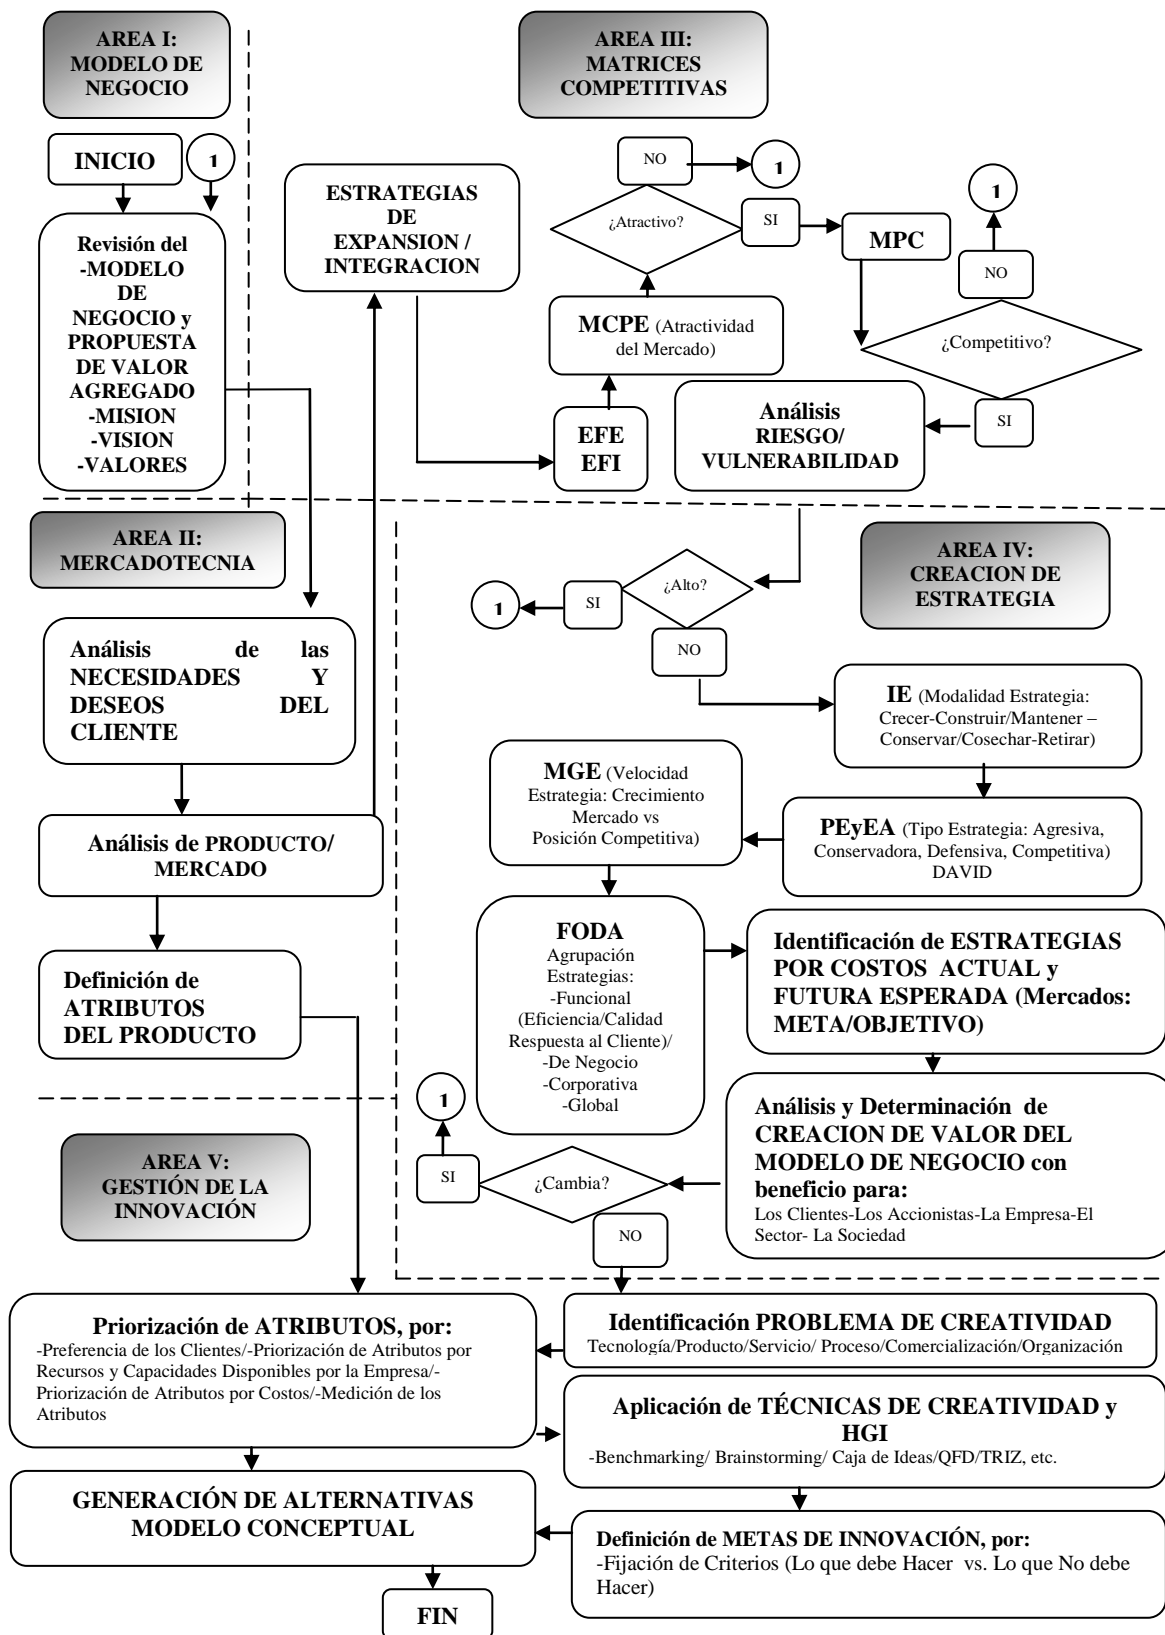 AREA I:
MODELO DE
NEGOCIO
INICIO
1
Revisión del
-MODELO
DE
NEGOCIO y
PROPUESTA
DE VALOR
AGREGADO
-MISION
-VISION
-VALORES
ESTRATEGIAS
DE
EXPANSION /
INTEGRACION
AREA III:
MATRICES
COMPETITIVAS
NO
1
¿Atractivo?
SI
MPC
1
NO
¿Competitivo?
SI
MCPE (Atractividad
del Mercado)
EFE
EFI
Análisis
RIESGO/
VULNERABILIDAD
AREA II:
MERCADOTECNIA
Análisis de las
NECESIDADES Y
DESEOS DEL
CLIENTE
Análisis de PRODUCTO/
MERCADO
Definición de
ATRIBUTOS
DEL PRODUCTO
AREA IV:
CREACION DE
ESTRATEGIA
¿Alto?
SI
1
NO
IE (Modalidad Estrategia:
Crecer-Construir/Mantener –
Conservar/Cosechar-Retirar)
MGE (Velocidad
Estrategia: Crecimiento
Mercado vs
Posición Competitiva)
PEyEA (Tipo Estrategia: Agresiva,
Conservadora, Defensiva, Competitiva)
DAVID
FODA
Agrupación
Estrategias:
-Funcional
(Eficiencia/Calidad
Respuesta al Cliente)/
-De Negocio
-Corporativa
-Global
Identificación de ESTRATEGIAS
POR COSTOS ACTUAL y
FUTURA ESPERADA (Mercados:
META/OBJETIVO)
Análisis y Determinación de
CREACION DE VALOR DEL
MODELO DE NEGOCIO con
beneficio para:
Los Clientes-Los Accionistas-La Empresa-El
Sector- La Sociedad
1
SI
¿Cambia?
NO
AREA V:
GESTIÓN DE LA
INNOVACIÓN
Priorización de ATRIBUTOS, por:
-Preferencia de los Clientes/-Priorización de Atributos por
Recursos y Capacidades Disponibles por la Empresa/-
Priorización de Atributos por Costos/-Medición de los
Atributos
Identificación PROBLEMA DE CREATIVIDAD
Tecnología/Producto/Servicio/ Proceso/Comercialización/Organización
Aplicación de TÉCNICAS DE CREATIVIDAD y
HGI
-Benchmarking/ Brainstorming/ Caja de Ideas/QFD/TRIZ, etc.
GENERACIÓN DE ALTERNATIVAS
MODELO CONCEPTUAL
Definición de METAS DE INNOVACIÓN, por:
-Fijación de Criterios (Lo que debe Hacer vs. Lo que No debe
Hacer)
FIN